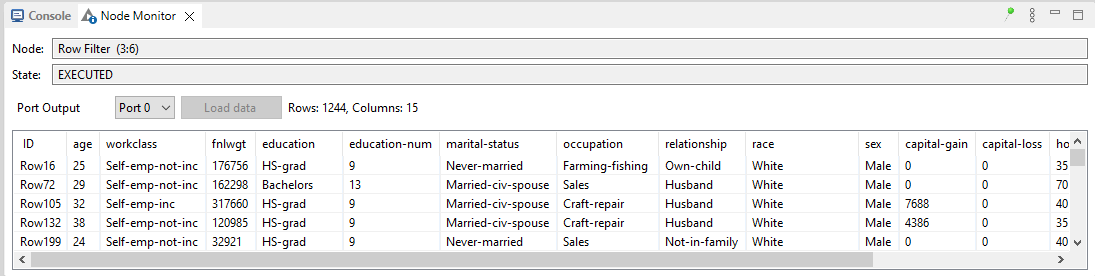 Console Node Monitor
Node: Row Filter (3:6)
State: EXECUTED
Port Output Port 0 Load data Rows: 1244, Columns: 15
ID age workclass fnlwgt education education-num marital-status occupation relationship race sex capital-gain capital-loss ho
Row16 25 Self-emp-not-inc 176756 HS-grad 9 Never-married Farming-fishing Own-child White Male 0 0 35
Row72 29 Self-emp-not-inc 162298 Bachelors 13 Married-civ-spouse Sales Husband White Male 0 0 70
Row105 32 Self-emp-inc 317660 HS-grad 9 Married-civ-spouse Craft-repair Husband White Male 7688 0 40
Row132 38 Self-emp-not-inc 120985 HS-grad 9 Married-civ-spouse Craft-repair Husband White Male 4386 0 35
Row199 24 Self-emp-not-inc 32921 HS-grad 9 Never-married Sales Not-in-family White Male 0 0 40